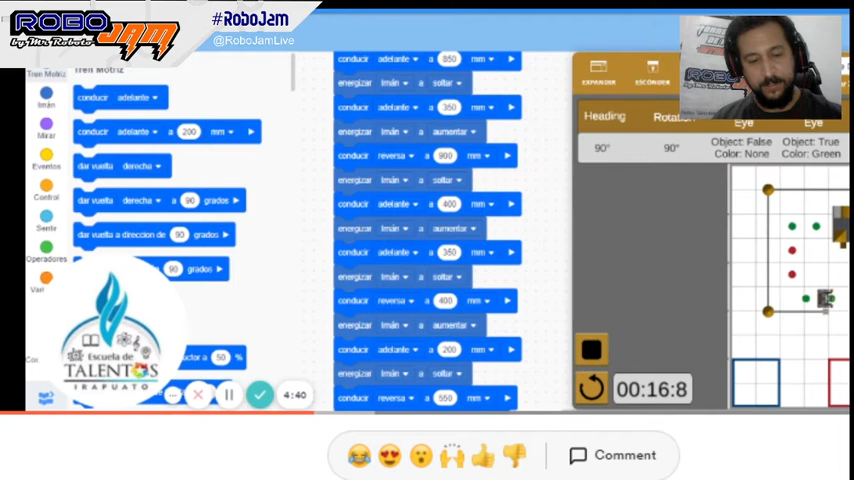 ROBO JAM
by Mr. Roboto
#RoboJam
@RoboJamLive
Tren Motriz
Tren Motriz
Imán
Mirar
Eventos
Control
Sentir
Operadores
conducir adelante
conducir adelante a 200 mm
dar vuelta derecha
dar vuelta derecha a 90 grados
dar vuelta a direccion de 90 grados
90 grados
a 50 %
Escuela de
TALENTOS
IRAPUATO
4:40
conducir adelante a 850 mm
energizar Imán a soltar
conducir adelante a 350 mm
energizar Imán a aumentar
conducir reversa a 900 mm
energizar Imán a soltar
conducir adelante a 400 mm
energizar Imán a aumentar
conducir adelante a 350 mm
energizar Imán a soltar
conducir reversa a 400 mm
energizar Imán a aumentar
conducir adelante a 200 mm
energizar Imán a soltar
conducir reversa a 550 mm
EXPANDIR
ESCONDER
Heading
Eye
Eye
90°
90°
Object: False
Color: None
Object: True
Color: Green
00:16:8
Comment